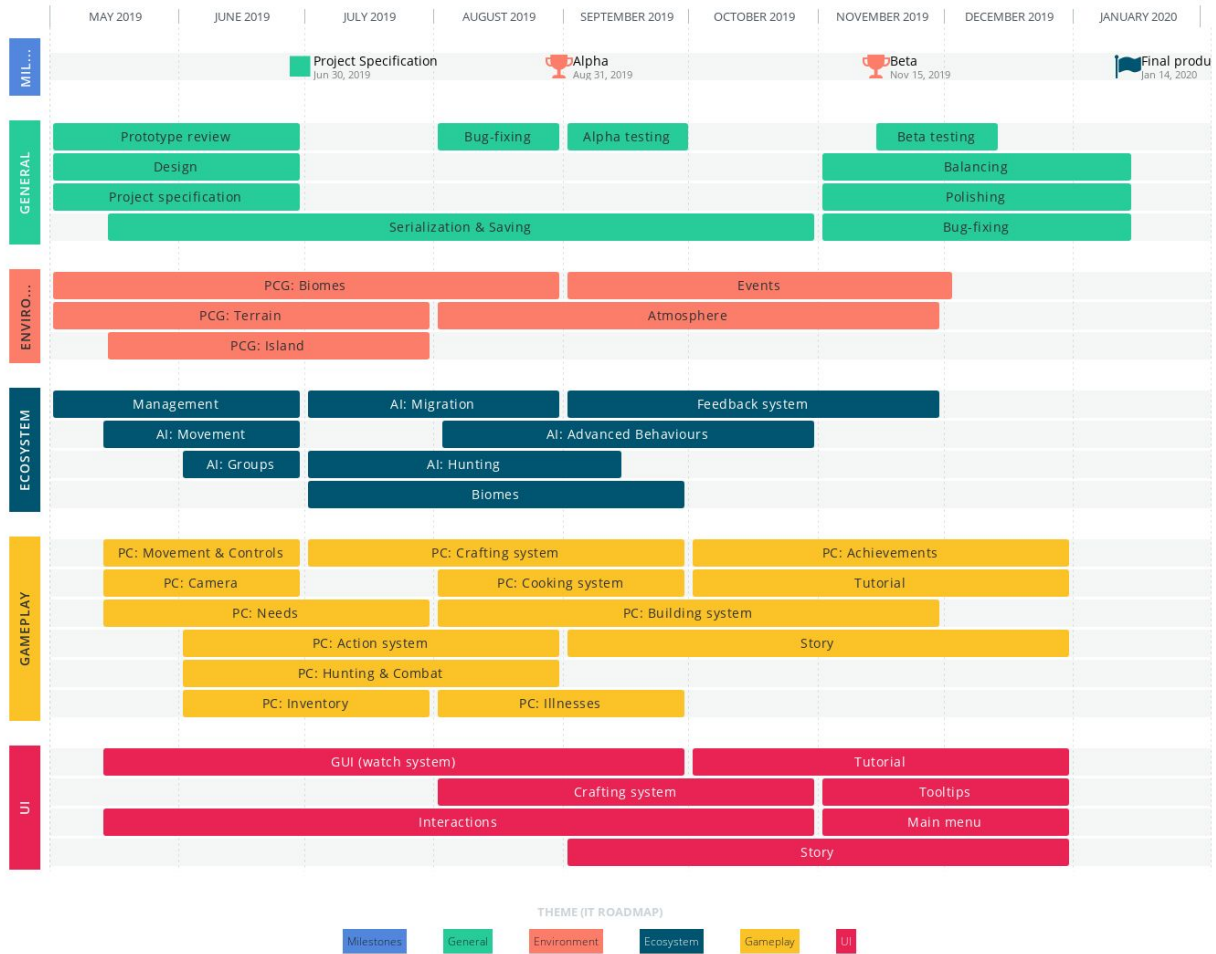 MAY 2019
JUNE 2019
JULY 2019
AUGUST 2019
SEPTEMBER 2019
OCTOBER 2019
NOVEMBER 2019
DECEMBER 2019
JANUARY 2020
MIL...
Project Specification
Jun 30, 2019
Alpha
Aug 31, 2019
Beta
Nov 15, 2019
Final produ
Jan 14, 2020
GENERAL
Prototype review
Bug-fixing
Alpha testing
Beta testing
Design
Balancing
Project specification
Polishing
Serialization & Saving
Bug-fixing
ENVIRO...
PCG: Biomes
Events
PCG: Terrain
Atmosphere
PCG: Island
ECOSYSTEM
Management
AI: Migration
Feedback system
AI: Movement
AI: Advanced Behaviours
AI: Groups
AI: Hunting
Biomes
GAMEPLAY
PC: Movement & Controls
PC: Crafting system
PC: Achievements
PC: Camera
PC: Cooking system
Tutorial
PC: Needs
PC: Building system
PC: Action system
Story
PC: Hunting & Combat
PC: Inventory
PC: Illnesses
UI
GUI (watch system)
Tutorial
Crafting system
Tooltips
Interactions
Main menu
Story
THEME (IT ROADMAP)
Milestones
General
Environment
Ecosystem
Gameplay
UI